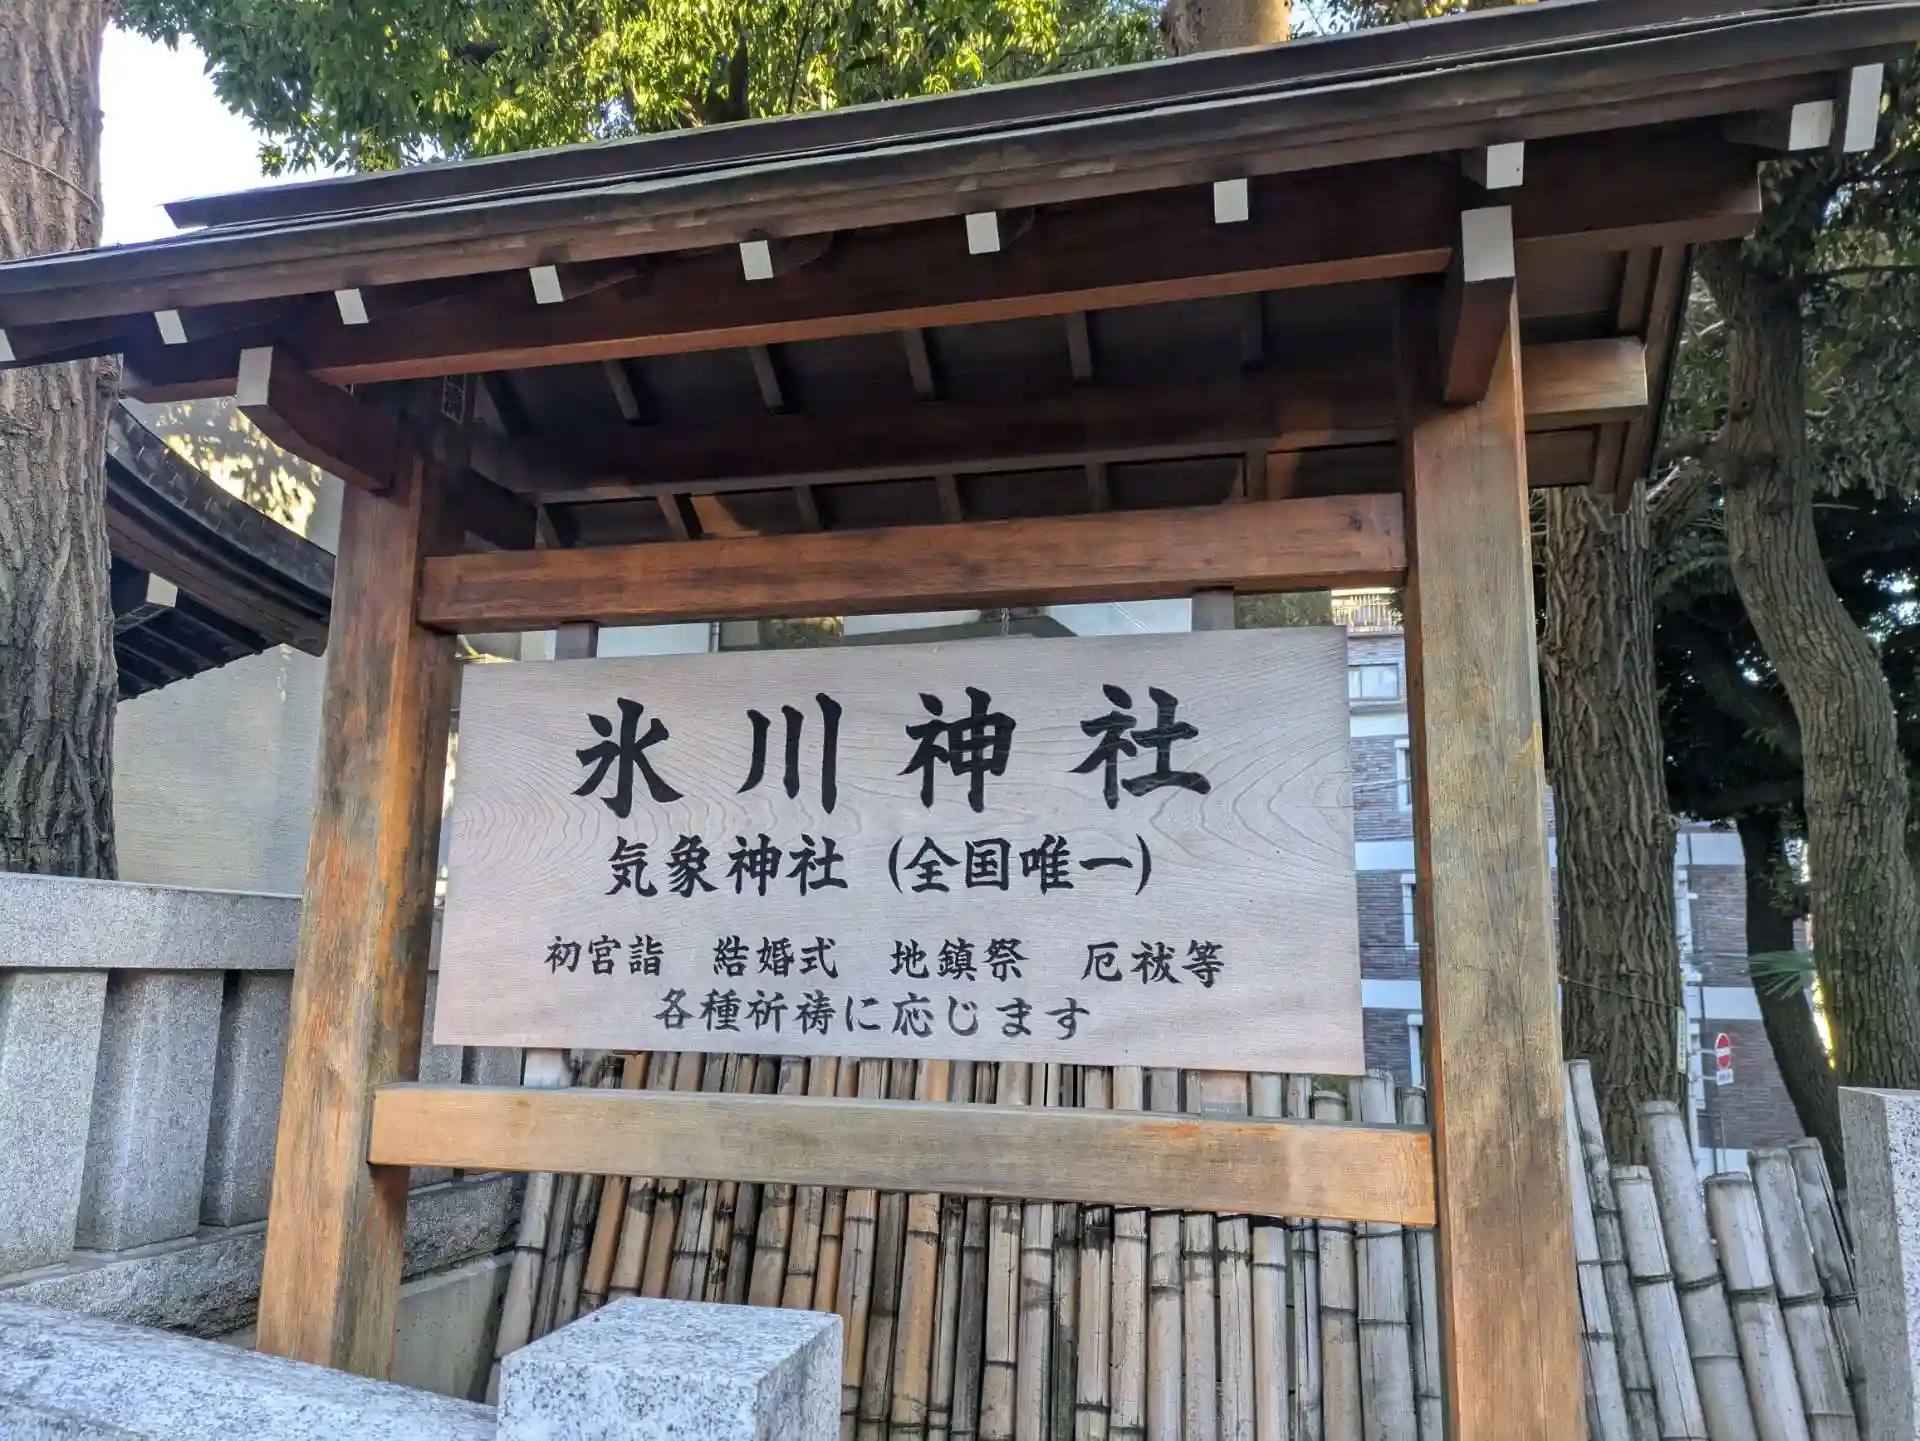 氷川神社
気象神社 (全国唯一)
初宮詣　結婚式　地鎮祭　厄祓等
各種祈祷に応じます